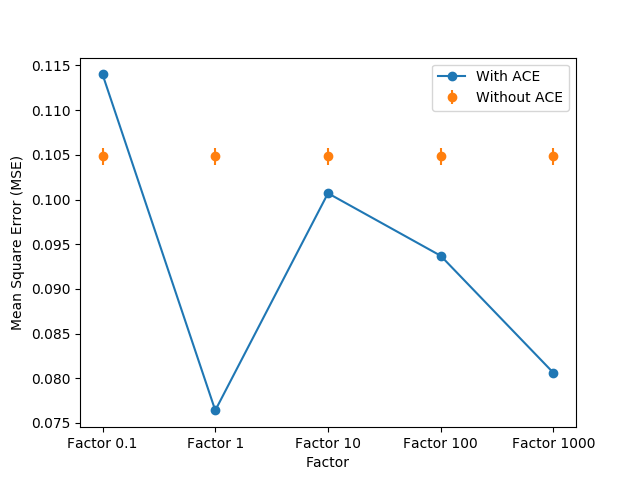 With ACE
Without ACE
0.115
0.110
0.105
0.100
0.095
0.090
0.085
0.080
0.075
Mean Square Error (MSE)
Factor 0.1 Factor 1 Factor 10 Factor 100 Factor 1000
Factor